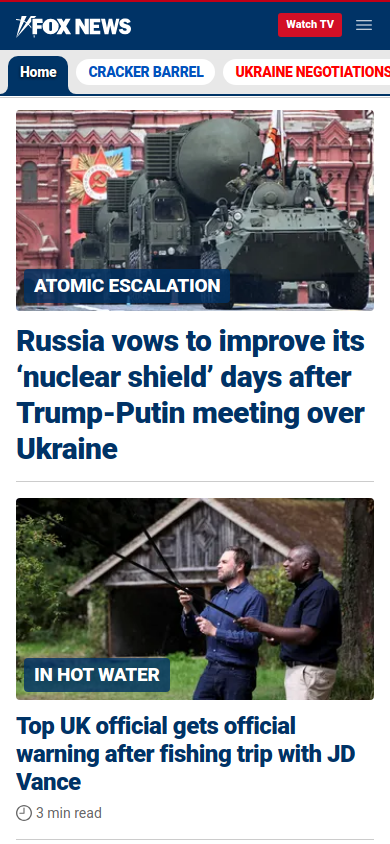 FOX NEWS
Watch TV
Home
CRACKER BARREL
UKRAINE NEGOTIATIONS
ATOMIC ESCALATION
Russia vows to improve its
‘nuclear shield’ days after
Trump-Putin meeting over
Ukraine
IN HOT WATER
Top UK official gets official
warning after fishing trip with JD
Vance
3 min read